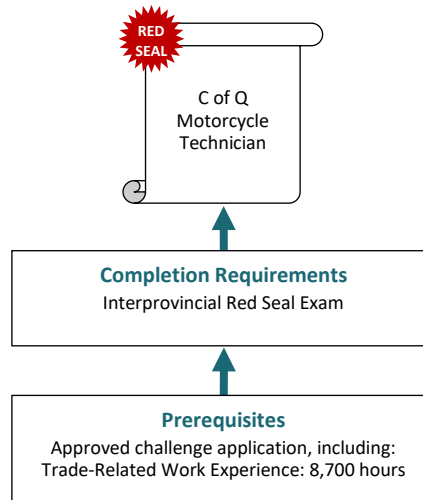 RED
SEAL
C of Q
Motorcycle
Technician
Completion Requirements
Interprovincial Red Seal Exam
Prerequisites
Approved challenge application, including:
Trade-Related Work Experience: 8,700 hours